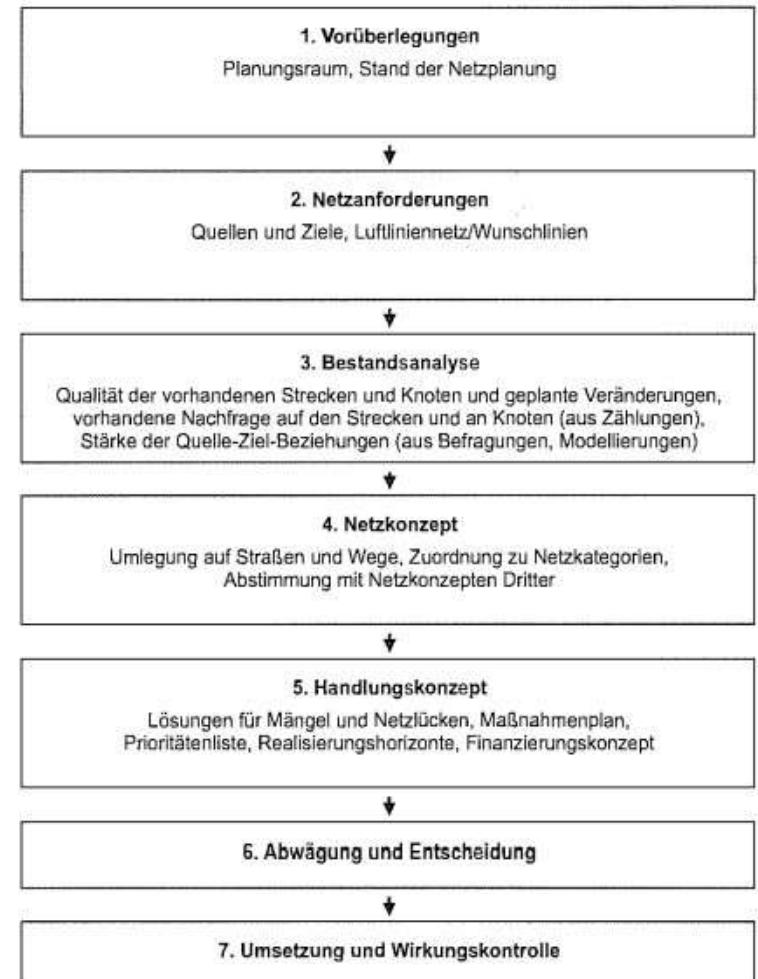 1. Vorüberlegungen
Planungsraum, Stand der Netzplanung
2. Netzanforderungen
Quellen und Ziele, Luftliniennetz/Wunschlinien
3. Bestandsanalyse
Qualität der vorhandenen Strecken und Knoten und geplante Veränderungen,
vorhandene Nachfrage auf den Strecken und an Knoten (aus Zählungen),
Stärke der Quelle-Ziel-Beziehungen (aus Befragungen, Modellierungen)
4. Netzkonzept
Umlegung auf Straßen und Wege, Zuordnung zu Netzkategorien,
Abstimmung mit Netzkonzepten Dritter
5. Handlungskonzept
Lösungen für Mängel und Netzlücken, Maßnahmenplan,
Prioritätenliste, Realisierungshorizonte, Finanzierungskonzept
6. Abwägung und Entscheidung
7. Umsetzung und Wirkungskontrolle